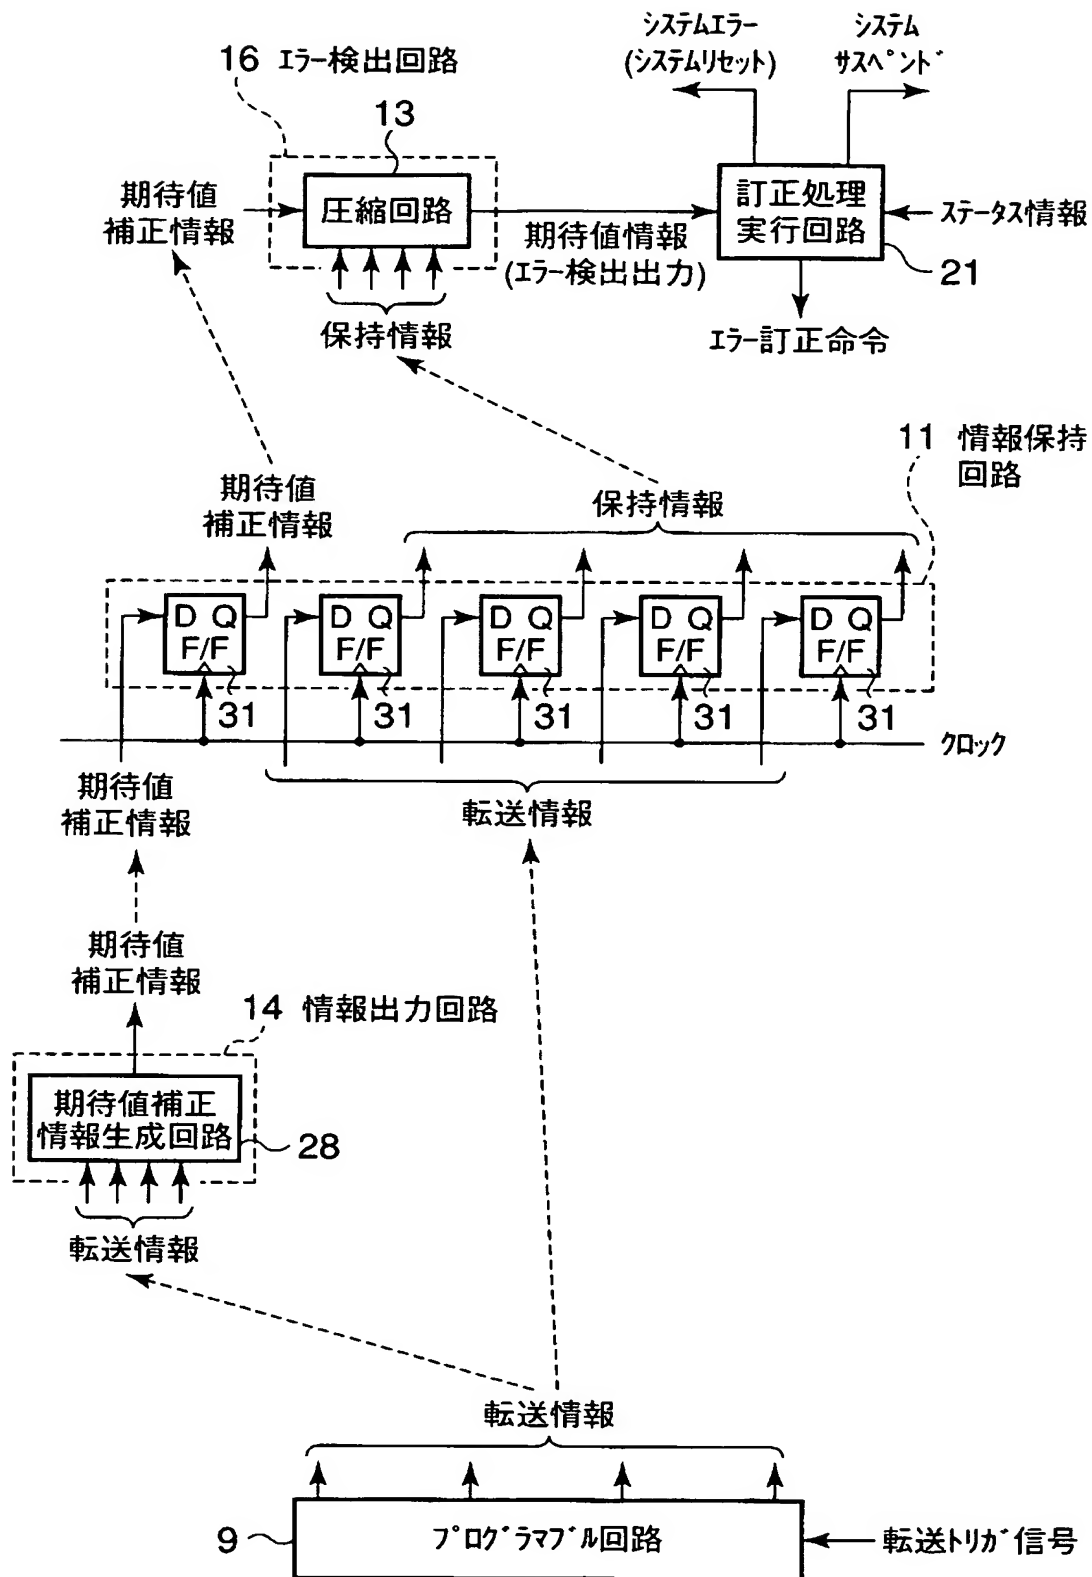 システムエラー
(システムリセット)
システム
サスペンド
16 エラー検出回路
13
期待値
補正情報
圧縮回路
期待値情報
(エラー検出出力)
訂正処理
実行回路
ステータス情報
21
保持情報
エラー訂正命令
11 情報保持
回路
期待値
補正情報
保持情報
D Q
F/F
D Q
F/F
D Q
F/F
D Q
F/F
D Q
F/F
31
31
31
31
31
クロック
期待値
補正情報
転送情報
期待値
補正情報
14 情報出力回路
期待値補正
情報生成回路
28
転送情報
転送情報
9
プログラマブル回路
転送トリガ信号